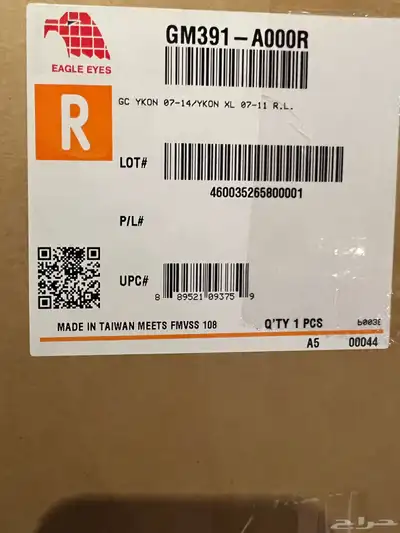 GM391-A000R
EAGLE EYES
R
GC YKON 07-14/YKON XL 07-11 R.L.
LOT#
460035265800001
P/L#
UPC#
8 89521 09375 9
MADE IN TAIWAN MEETS FMVSS 108 Q'TY 1 PCS
A5 00044
حراج